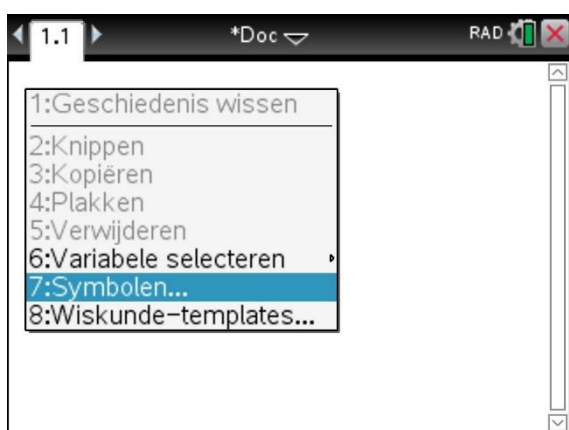 1.1 *Doc RAD
1:Geschiedenis wissen
2:Knippen
3:Kopiëren
4:Plakken
5:Verwijderen
6:Variabele selecteren
7:Symbolen...
8:Wiskunde-templates...